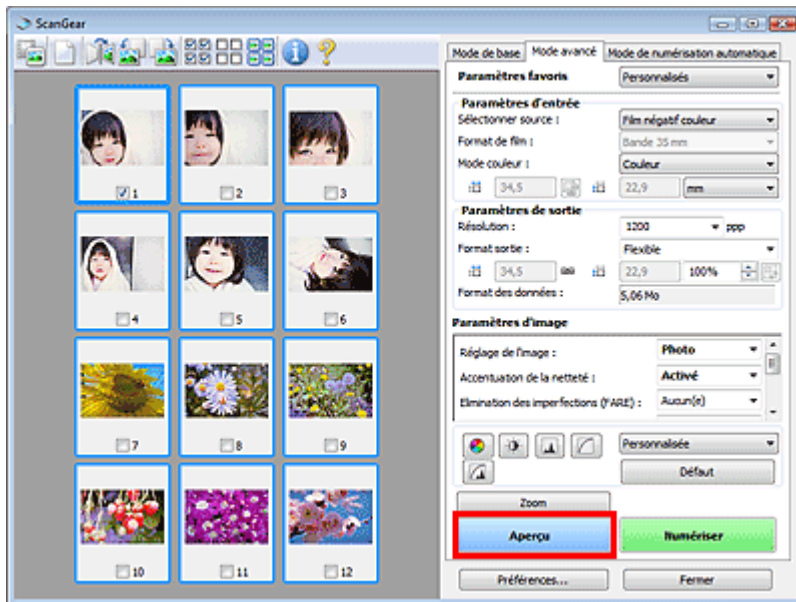 ScanGear
Mode de base Mode avancé Mode de numérisation automatique
Paramètres favoris Personnalisés
Paramètres d'entrée
Sélectionner source : Film négatif couleur
Format de film : Bande 35 mm
Mode couleur : Couleur
34,5 22,9 mm
Paramètres de sortie
Résolution : 1200 ppp
Format sortie : Flexible
34,5 22,9 100%
Format des données : 5,06 Mo
Paramètres d'image
Réglage de l'image : Photo
Accentuation de la netteté : Activé
Elimination des imperfections (FARE) : Aucun(e)
Personnalisée
Défaut
Zoom
Aperçu Numériser
Préférences... Fermer
1 2 3
4 5 6
7 8 9
10 11 12